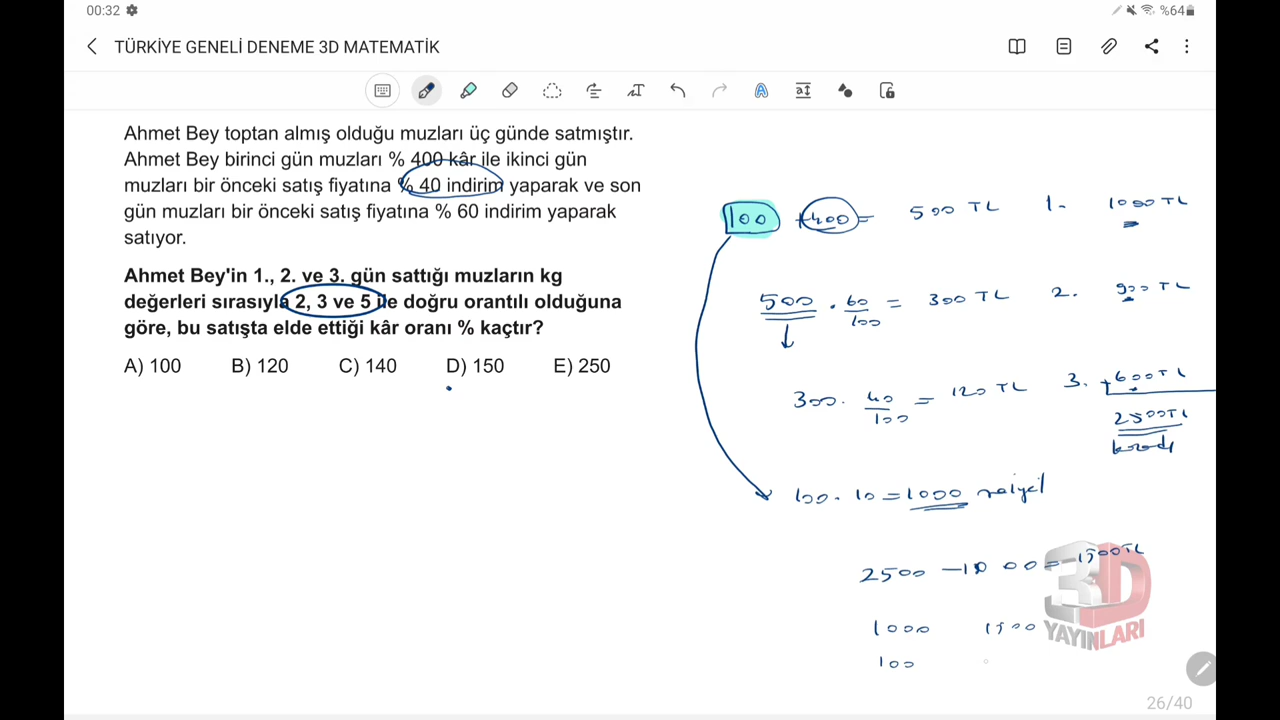 00:32
%64
TÜRKİYE GENELİ DENEME 3D MATEMATİK
Ahmet Bey toptan almış olduğu muzları üç günde satmıştır.
Ahmet Bey birinci gün muzları % 400 kâr ile ikinci gün
muzları bir önceki satış fiyatına % 40 indirim yaparak ve son
gün muzları bir önceki satış fiyatına % 60 indirim yaparak
satıyor.
Ahmet Bey'in 1., 2. ve 3. gün sattığı muzların kg
değerleri sırasıyla 2, 3 ve 5 ile doğru orantılı olduğuna
göre, bu satışta elde ettiği kâr oranı % kaçtır?
A) 100 B) 120 C) 140 D) 150 E) 250
100 +400 = 500 TL 1. 1000 TL
500 . 60/100 = 300 TL 2. 900 TL
300 . 40/100 = 120 TL 3. +600 TL
2500 TL
100 . 10 = 1000 maliyet
2500 - 1000 = 1500 TL
1000 1500
100
3D
YAYINLARI
26/40